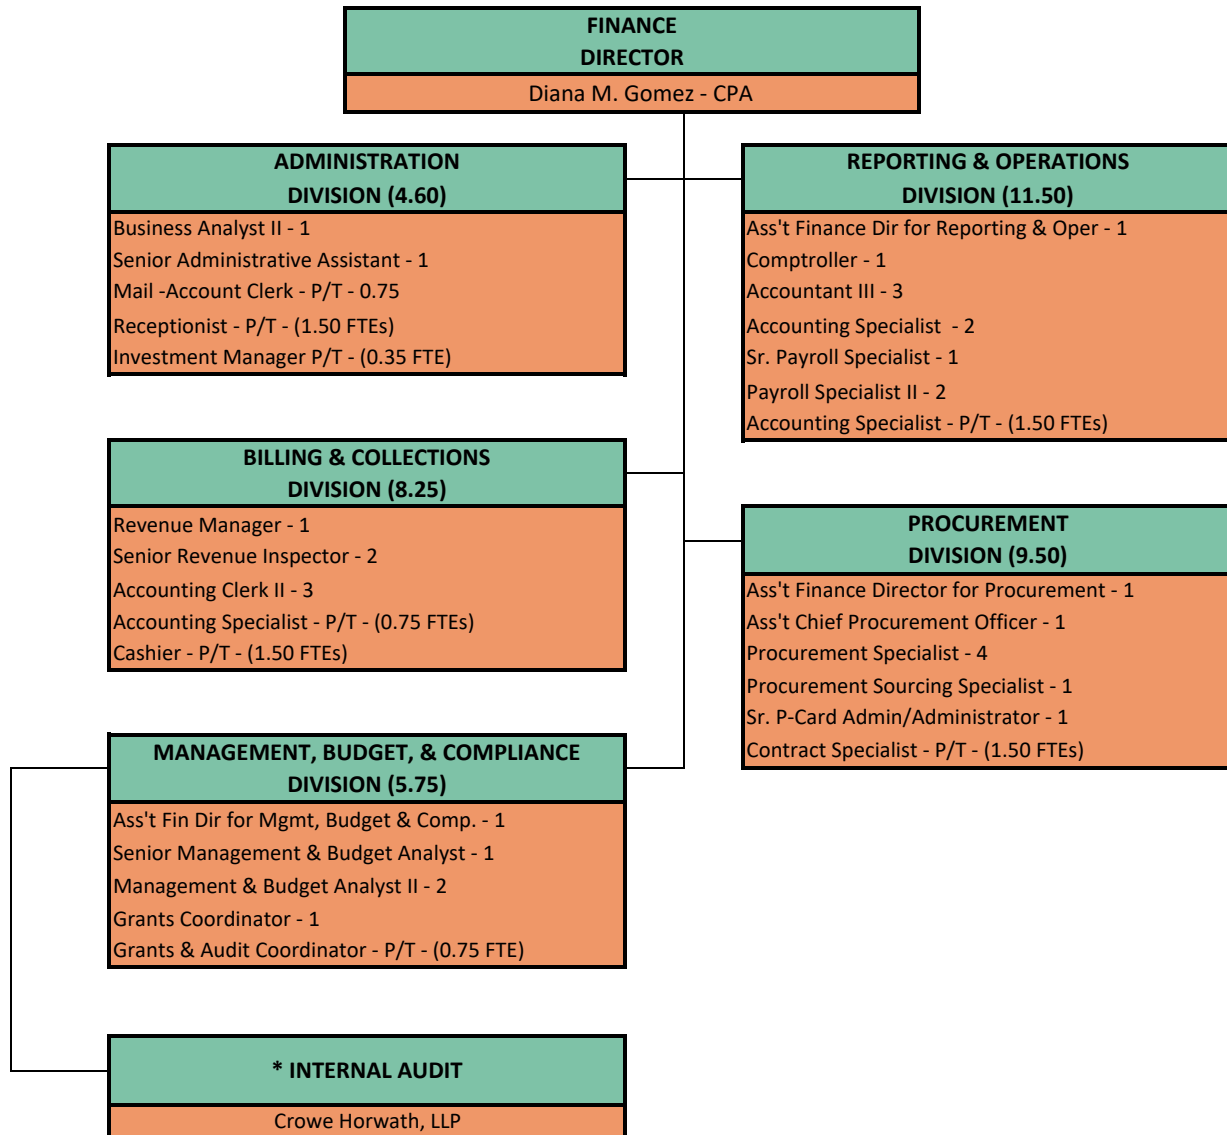 FINANCE
DIRECTOR
Diana M. Gomez - CPA
ADMINISTRATION
DIVISION (4.60)
Business Analyst II - 1
Senior Administrative Assistant - 1
Mail -Account Clerk - P/T - 0.75
Receptionist - P/T - (1.50 FTEs)
Investment Manager P/T - (0.35 FTE)
REPORTING & OPERATIONS
DIVISION (11.50)
Ass't Finance Dir for Reporting & Oper - 1
Comptroller - 1
Accountant III - 3
Accounting Specialist  - 2
Sr. Payroll Specialist - 1
Payroll Specialist II - 2
Accounting Specialist - P/T - (1.50 FTEs)
BILLING & COLLECTIONS
DIVISION (8.25)
Revenue Manager - 1
Senior Revenue Inspector - 2
Accounting Clerk II - 3
Accounting Specialist - P/T - (0.75 FTEs)
Cashier - P/T - (1.50 FTEs)
PROCUREMENT
DIVISION (9.50)
Ass't Finance Director for Procurement - 1
Ass't Chief Procurement Officer - 1
Procurement Specialist - 4
Procurement Sourcing Specialist - 1
Sr. P-Card Admin/Administrator - 1
Contract Specialist - P/T - (1.50 FTEs)
MANAGEMENT, BUDGET, & COMPLIANCE
DIVISION (5.75)
Ass't Fin Dir for Mgmt, Budget & Comp. - 1
Senior Management & Budget Analyst - 1
Management & Budget Analyst II - 2
Grants Coordinator - 1
Grants & Audit Coordinator - P/T - (0.75 FTE)
* INTERNAL AUDIT
Crowe Horwath, LLP